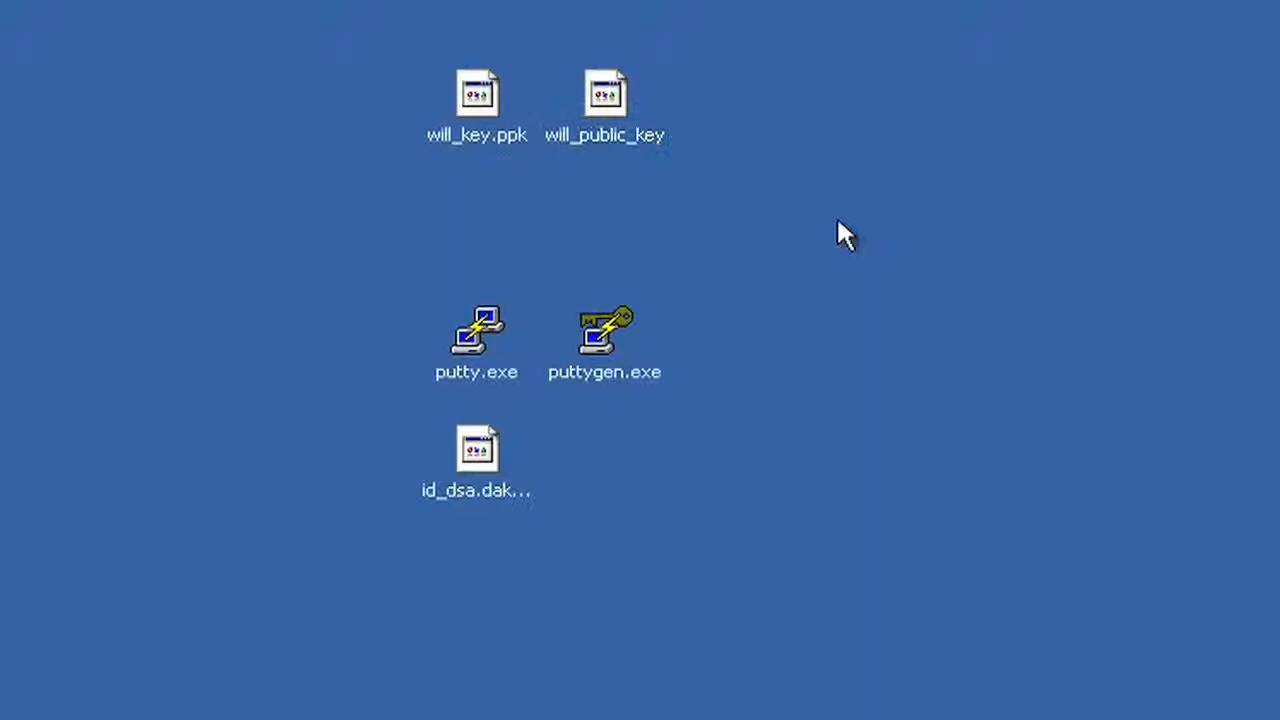 will_key.ppk
will_public_key
putty.exe
puttygen.exe
id_dsa.dak...